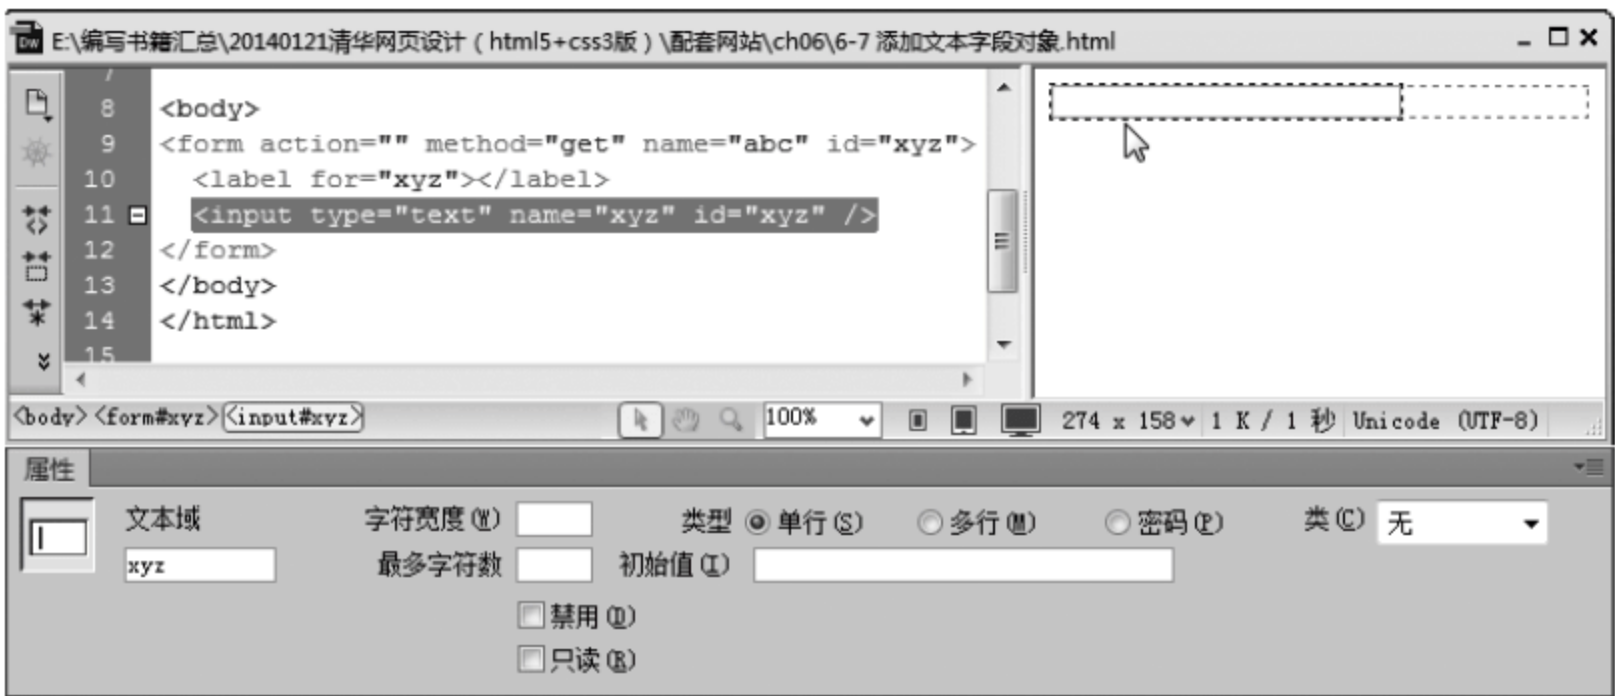 Dw E:\编写书籍汇总\20140121清华网页设计（html5+css3版）\配套网站\ch06\6-7 添加文本字段对象.html
7
8 <body>
9 <form action="" method="get" name="abc" id="xyz">
10 <label for="xyz"></label>
11 <input type="text" name="xyz" id="xyz" />
12 </form>
13 </body>
14 </html>
15
<body> <form#xyz> <input#xyz> 100% 274 x 158 1 K / 1 秒 Unicode (UTF-8)
属性
文本域 字符宽度(W) 类型 单行(S) 多行(M) 密码(P) 类(C) 无
xyz 最多字符数 初始值(I)
禁用(D)
只读(R)